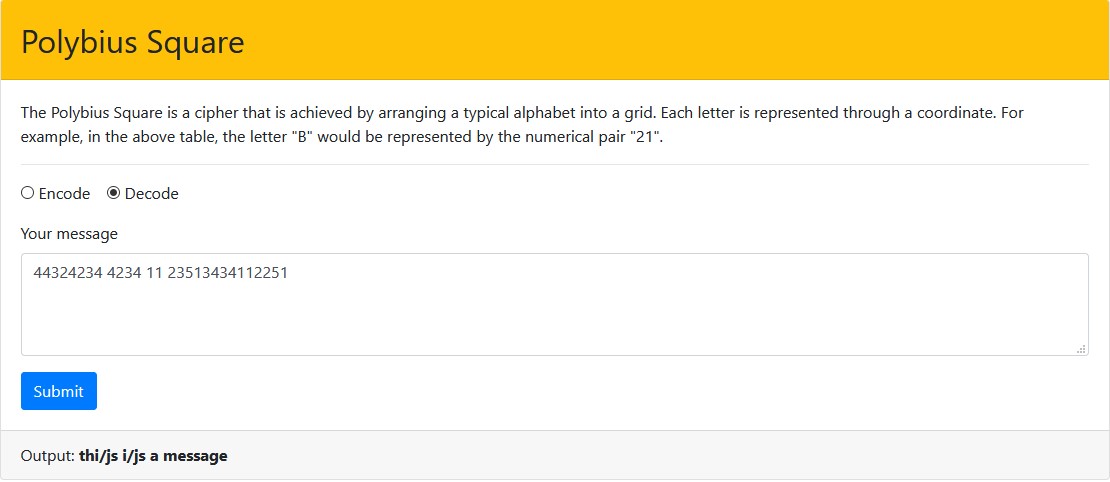 Polybius Square
The Polybius Square is a cipher that is achieved by arranging a typical alphabet into a grid. Each letter is represented through a coordinate. For
example, in the above table, the letter "B" would be represented by the numerical pair "21".
Encode Decode
Your message
44324234 4234 11 23513434112251
Submit
Output: thi/js i/js a message